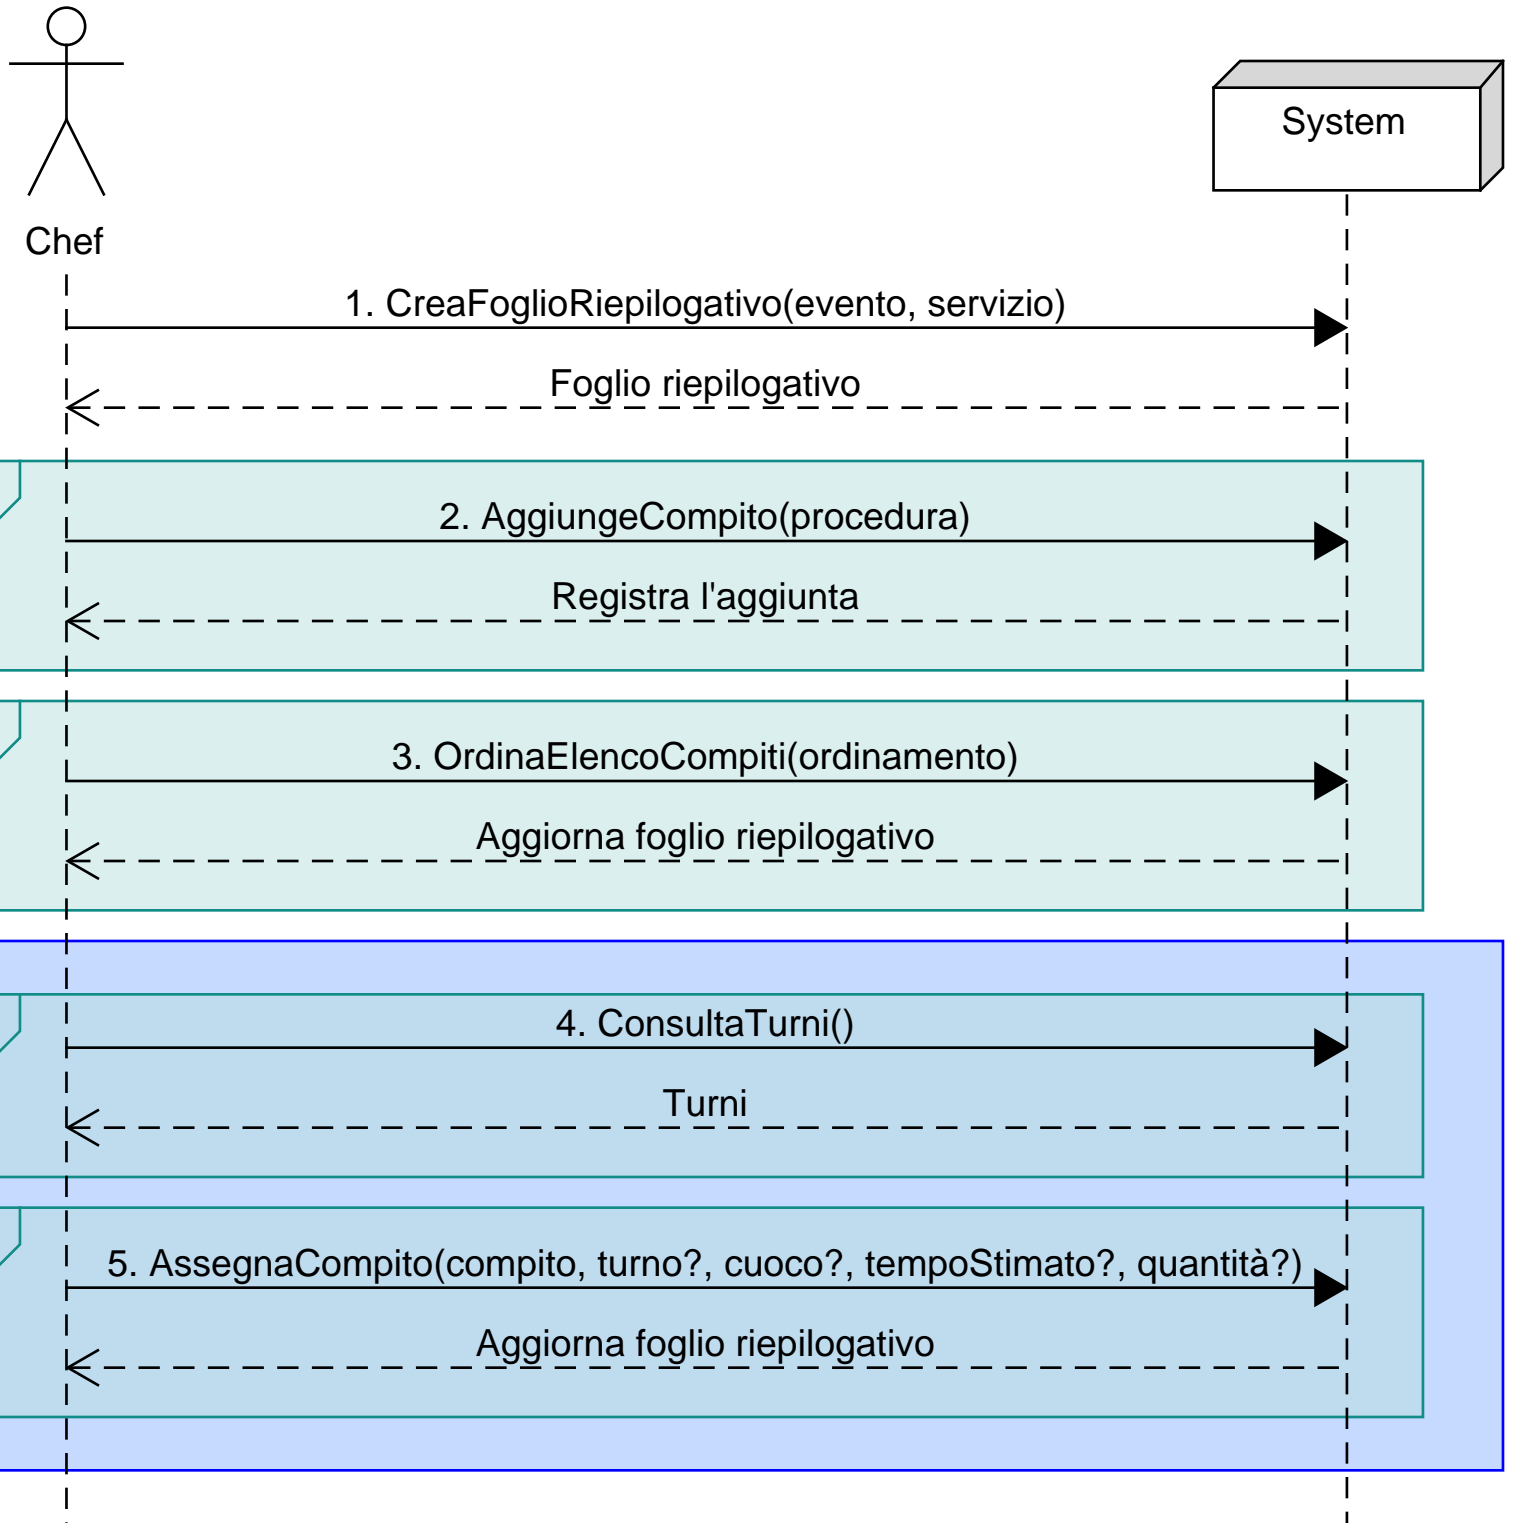 System
Chef
1. CreaFoglioRiepilogativo(evento, servizio)
Foglio riepilogativo
2. AggiungeCompito(procedura)
Registra l'aggiunta
3. OrdinaElencoCompiti(ordinamento)
Aggiorna foglio riepilogativo
4. ConsultaTurni()
Turni
5. AssegnaCompito(compito, turno?, cuoco?, tempoStimato?, quantità?)
Aggiorna foglio riepilogativo